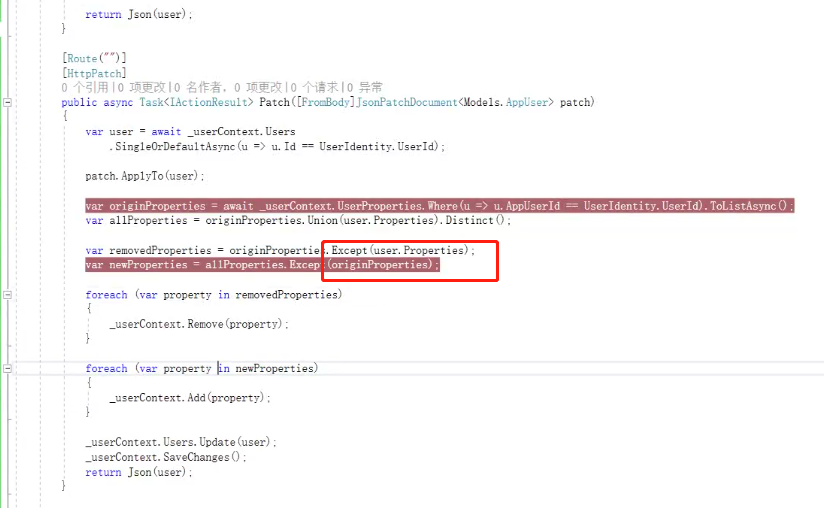 return Json(user);
}
[Route("")]
[HttpPatch]
0 个引用|0 项更改|0 名作者, 0 项更改|0 个请求|0 异常
public async Task<IActionResult> Patch([FromBody]JsonPatchDocument<Models.AppUser> patch)
{
var user = await _userContext.Users
.SingleOrDefaultAsync(u => u.Id == UserIdentity.UserId);
patch.ApplyTo(user);
var originProperties = await _userContext.UserProperties.Where(u => u.AppUserId == UserIdentity.UserId).ToListAsync();
var allProperties = originProperties.Union(user.Properties).Distinct();
var removedProperties = originProperties.Except(user.Properties);
var newProperties = allProperties.Except(originProperties);
foreach (var property in removedProperties)
{
_userContext.Remove(property);
}
foreach (var property in newProperties)
{
_userContext.Add(property);
}
_userContext.Users.Update(user);
_userContext.SaveChanges();
return Json(user);
}